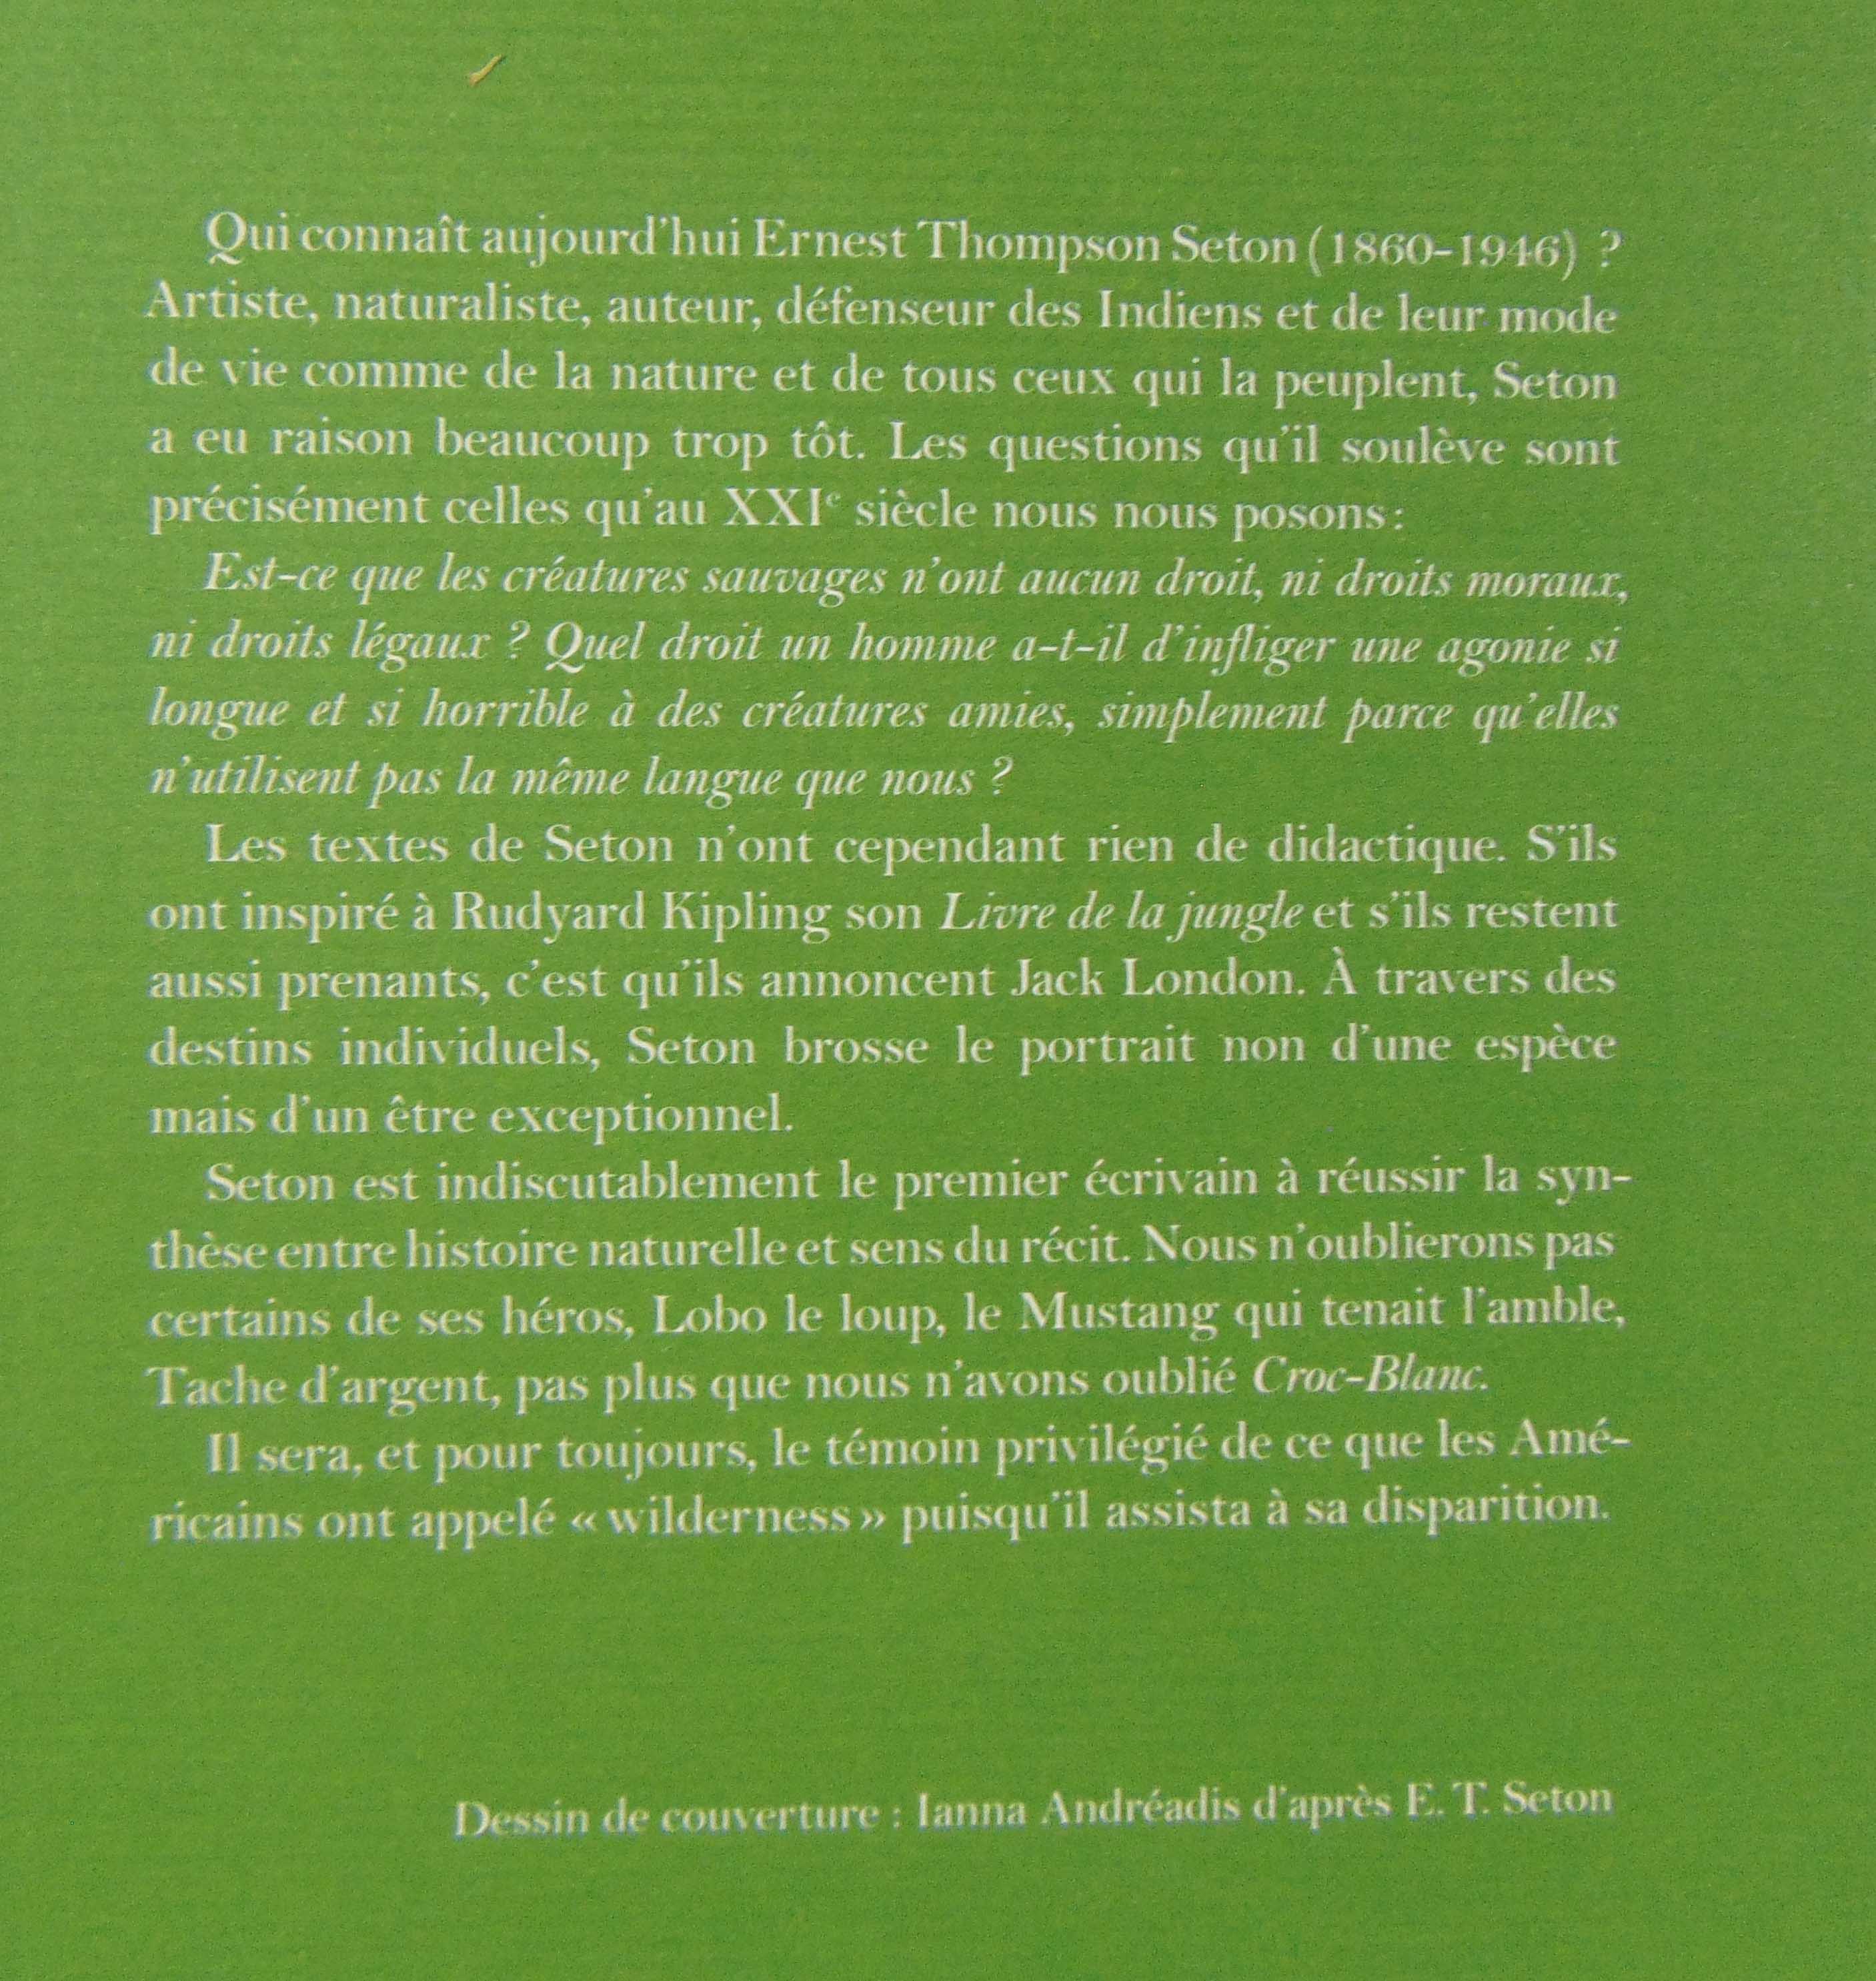 Qui connaît aujourd'hui Ernest Thompson Seton (1860-1946) ?
Artiste, naturaliste, auteur, défenseur des Indiens et de leur mode
de vie comme de la nature et de tous ceux qui la peuplent, Seton
a eu raison beaucoup trop tôt. Les questions qu'il soulève sont
précisément celles qu'au XXIe siècle nous nous posons :
Est-ce que les créatures sauvages n'ont aucun droit, ni droits moraux,
ni droits légaux ? Quel droit un homme a-t-il d'infliger une agonie si
longue et si horrible à des créatures amies, simplement parce qu'elles
n'utilisent pas la même langue que nous ?
Les textes de Seton n'ont cependant rien de didactique. S'ils
ont inspiré à Rudyard Kipling son Livre de la jungle et s'ils restent
aussi prenants, c'est qu'ils annoncent Jack London. À travers des
destins individuels, Seton brosse le portrait non d'une espèce
mais d'un être exceptionnel.
Seton est indiscutablement le premier écrivain à réussir la syn-
thèse entre histoire naturelle et sens du récit. Nous n'oublierons pas
certains de ses héros, Lobo le loup, le Mustang qui tenait l'amble,
Tache d'argent, pas plus que nous n'avons oublié Croc-Blanc.
Il sera, et pour toujours, le témoin privilégié de ce que les Amé-
ricains ont appelé « wilderness » puisqu'il assista à sa disparition.
Dessin de couverture : Ianna Andréadis d'après E. T. Seton